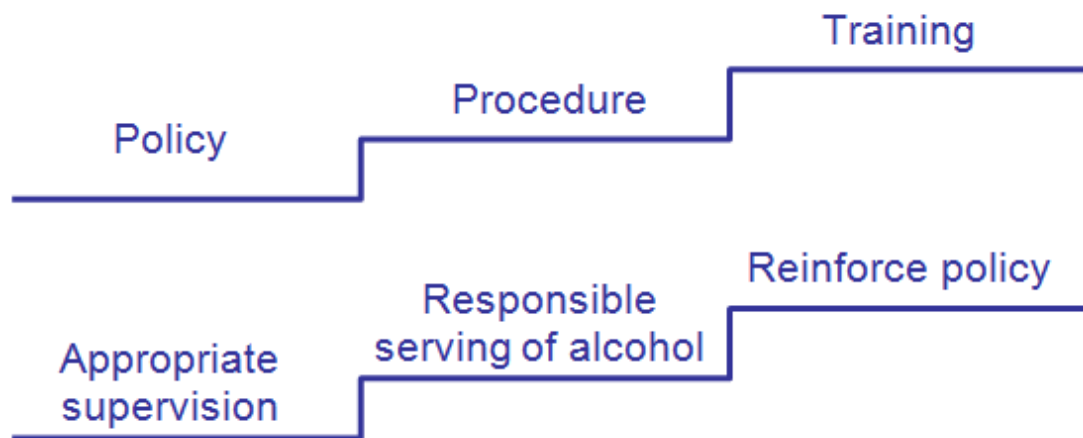 Policy
Procedure
Training
Appropriate
supervision
Responsible
serving of alcohol
Reinforce policy